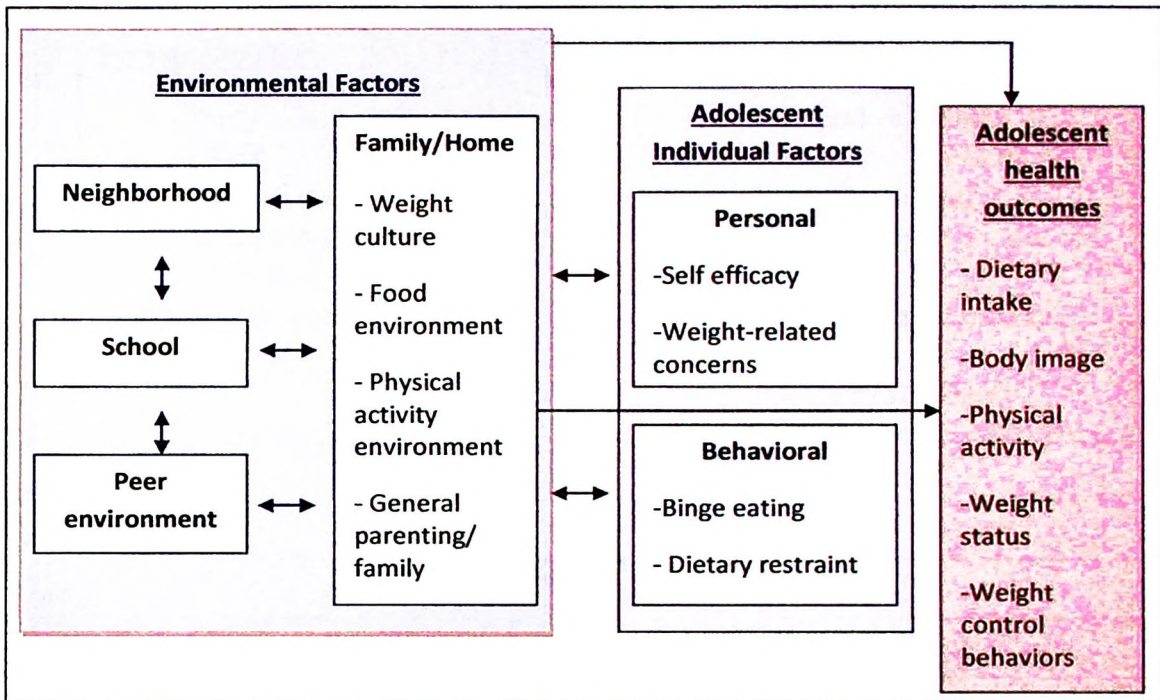 Environmental Factors
Neighborhood
School
Peer
environment
Family/Home
- Weight
culture
- Food
environment
- Physical
activity
environment
- General
parenting/
family
Adolescent
Individual Factors
Personal
-Self efficacy
-Weight-related
concerns
Behavioral
-Binge eating
- Dietary restraint
Adolescent
health
outcomes
- Dietary
intake
-Body image
-Physical
activity
-Weight
status
-Weight
control
behaviors